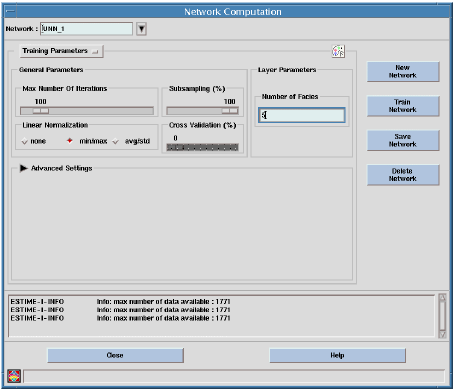 Network Computation
Network : UNN_1
Training Parameters
General Parameters
Max Number Of Iterations
100
Subsampling (%)
100
Linear Normalization
none min/max avg/std
Cross Validation (%)
0
Layer Parameters
Number of Facies
New Network
Train Network
Save Network
Delete Network
Advanced Settings
ESTIME-I-INFO Info: max number of data available : 1771
ESTIME-I-INFO Info: max number of data available : 1771
ESTIME-I-INFO Info: max number of data available : 1771
Close
Help